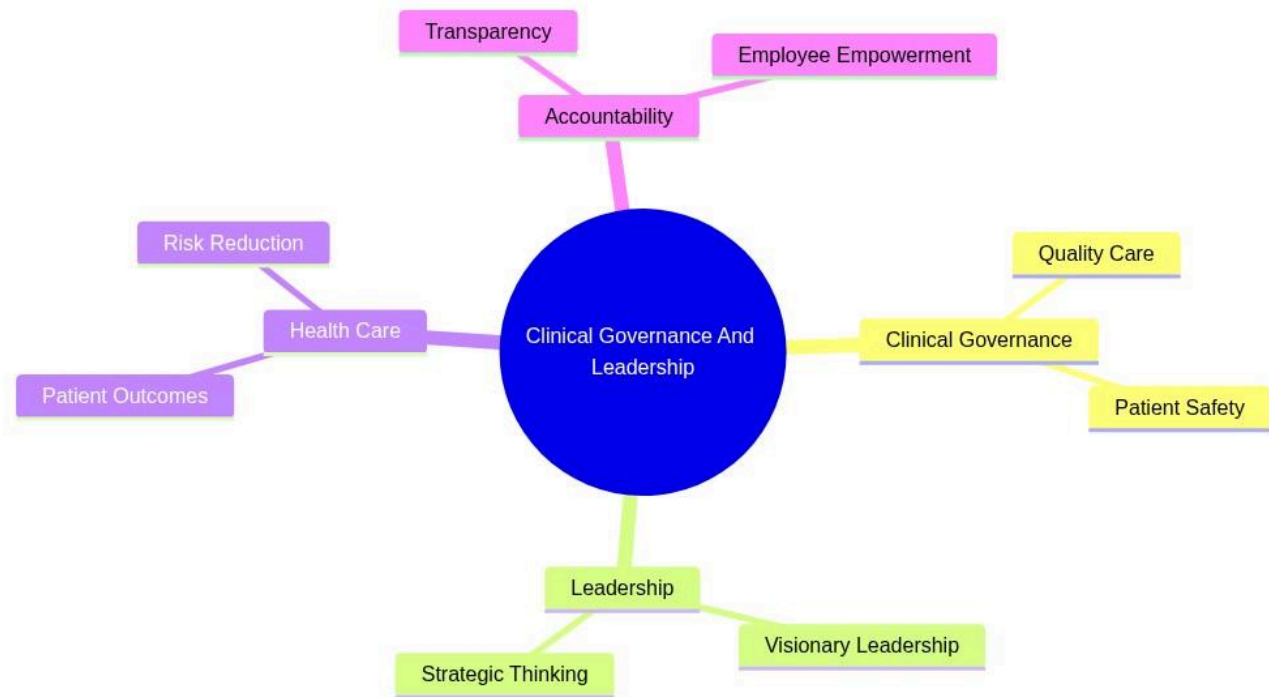 Transparency
Employee Empowerment
Accountability
Risk Reduction
Quality Care
Health Care
Clinical Governance And
Leadership
Clinical Governance
Patient Outcomes
Patient Safety
Leadership
Visionary Leadership
Strategic Thinking